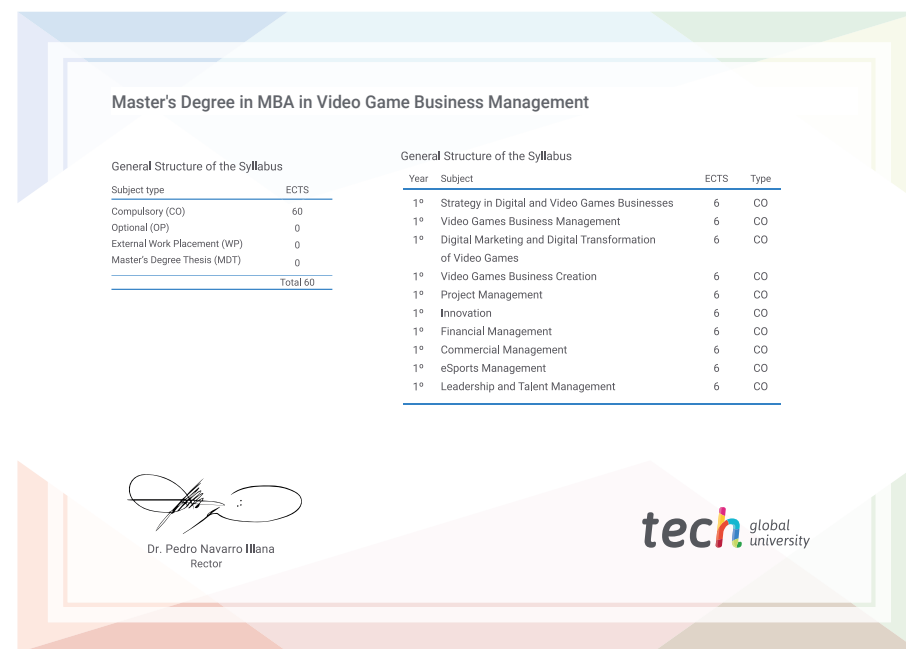 Master's Degree in MBA in Video Game Business Management
General Structure of the Syllabus
Subject type ECTS
Compulsory (CO) 60
Optional (OP) 0
External Work Placement (WP) 0
Master's Degree Thesis (MDT) 0
Total 60
General Structure of the Syllabus
Year Subject ECTS Type
1º Strategy in Digital and Video Games Businesses 6 CO
1º Video Games Business Management 6 CO
1º Digital Marketing and Digital Transformation 6 CO
of Video Games
1º Video Games Business Creation 6 CO
1º Project Management 6 CO
1º Innovation 6 CO
1º Financial Management 6 CO
1º Commercial Management 6 CO
1º eSports Management 6 CO
1º Leadership and Talent Management 6 CO
Dr. Pedro Navarro Illana
Rector
tech global
university